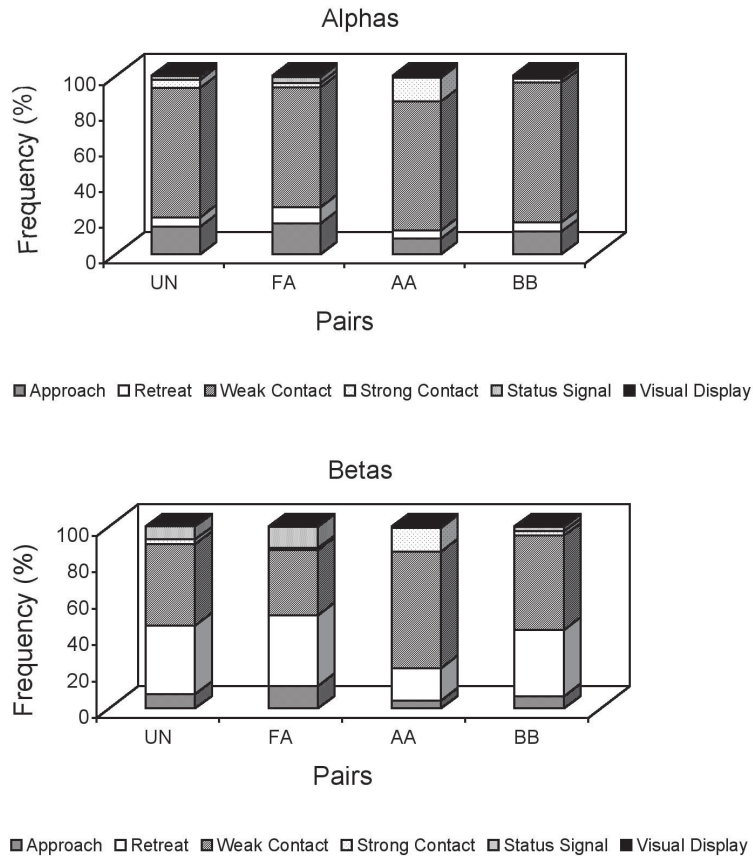 Alphas
Frequency (%)
100
80
60
40
20
0
UN FA AA BB
Pairs
Approach Retreat Weak Contact Strong Contact Status Signal Visual Display
Betas
Frequency (%)
100
80
60
40
20
0
UN FA AA BB
Pairs
Approach Retreat Weak Contact Strong Contact Status Signal Visual Display